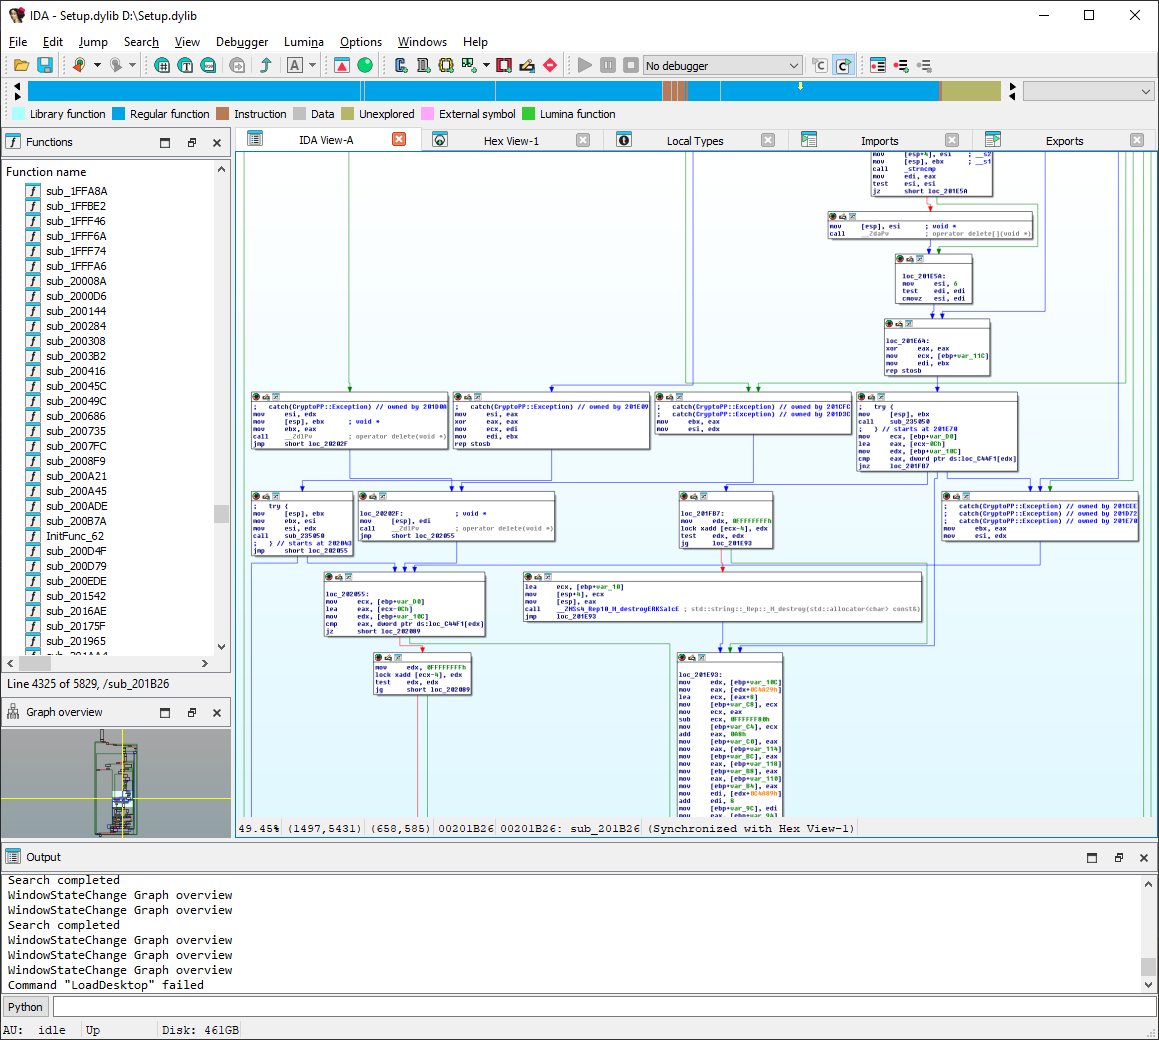 IDA - Setup.dylib D:\Setup.dylib
File Edit Jump Search View Debugger Lumina Options Windows Help
No debugger
Library function Regular function Instruction Data Unexplored External symbol Lumina function
Functions
IDA View-A Hex View-1 Local Types Imports Exports
Function name
sub_1FFA8A
sub_1FFBE2
sub_1FFF46
sub_1FFF6A
sub_1FFF74
sub_1FFFA6
sub_20008A
sub_2000D6
sub_200144
sub_200284
sub_200308
sub_2003B2
sub_200416
sub_20045C
sub_20049C
sub_200686
sub_200735
sub_2007FC
sub_2008F9
sub_200A21
sub_200A45
sub_200ADE
sub_200B7A
InitFunc_62
sub_200D4F
sub_200D79
sub_200EDE
sub_201542
sub_2016AE
sub_20175F
sub_201965
sub_201AA4
Line 4325 of 5829, /sub_201B26
Graph overview
mov [esp+4], esi ; __s2
mov [esp], ebx ; __s1
call _strncmp
mov edi, eax
test esi, esi
jz short loc_201E5A
mov [esp], esi ; void *
call __ZdaPv ; operator delete[](void *)
loc_201E5A:
mov esi, 6
test edi, edi
cmovz esi, edi
loc_201E64:
xor eax, eax
mov ecx, [ebp+var_11C]
mov edi, ebx
rep stosb
; catch(CryptoPP::Exception) // owned by 201D0A
mov esi, edx
mov [esp], ebx ; void *
mov ebx, eax
call __ZdlPv ; operator delete(void *)
jmp short loc_20202F
; catch(CryptoPP::Exception) // owned by 201E09
mov esi, eax
xor eax, eax
mov ecx, edi
mov edi, ebx
rep stosb
; catch(CryptoPP::Exception) // owned by 201CFC
; catch(CryptoPP::Exception) // owned by 201D3C
mov ebx, eax
mov esi, edx
; try {
mov [esp], ebx
call sub_235050
; } // starts at 201E70
mov ecx, [ebp+var_D0]
lea eax, [ecx-0Ch]
mov edx, [ebp+var_10C]
cmp eax, dword ptr ds:loc_C44F1[edx]
jnz loc_201FB7
; try {
mov [esp], ebx
mov ebx, esi
mov esi, edx
call sub_235050
; } // starts at 202043
jmp short loc_202055
loc_20202F: ; void *
mov [esp], edi
call __ZdlPv ; operator delete(void *)
jmp short loc_202055
loc_201FB7:
mov edx, 0FFFFFFFFh
lock xadd [ecx-4], edx
test edx, edx
jg loc_201E93
; catch(CryptoPP::Exception) // owned by 201CEE
; catch(CryptoPP::Exception) // owned by 201D72
; catch(CryptoPP::Exception) // owned by 201E70
mov ebx, eax
mov esi, edx
loc_202055:
mov ecx, [ebp+var_D0]
lea eax, [ecx-0Ch]
mov edx, [ebp+var_10C]
cmp eax, dword ptr ds:loc_C44F1[edx]
jz short loc_202089
lea ecx, [ebp+var_10]
mov [esp+4], ecx
mov [esp], eax
call __ZNSs4_Rep10_M_destroyERKSaIcE ; std::string::_Rep::_M_destroy(std::allocator<char> const&)
jmp loc_201E93
mov edx, 0FFFFFFFFh
lock xadd [ecx-4], edx
test edx, edx
jg short loc_202089
loc_201E93:
mov edx, [ebp+var_10C]
mov eax, [edx+0C4A29h]
lea ecx, [eax+8]
mov [ebp+var_C8], ecx
mov ecx, eax
sub ecx, 0FFFFFF80h
mov [ebp+var_C4], ecx
add eax, 0A8h
mov [ebp+var_C0], eax
mov eax, [ebp+var_114]
mov [ebp+var_BC], eax
mov eax, [ebp+var_118]
mov [ebp+var_B8], eax
mov eax, [ebp+var_110]
mov [ebp+var_B4], eax
mov edi, [edx+0C4A09h]
add edi, 8
mov [ebp+var_9C], edi
49.45% (1497,5431) (658,585) 00201B26 00201B26: sub_201B26 (Synchronized with Hex View-1)
Output
Search completed
WindowStateChange Graph overview
WindowStateChange Graph overview
Search completed
WindowStateChange Graph overview
WindowStateChange Graph overview
WindowStateChange Graph overview
Command "LoadDesktop" failed
Python
AU: idle Up Disk: 461GB